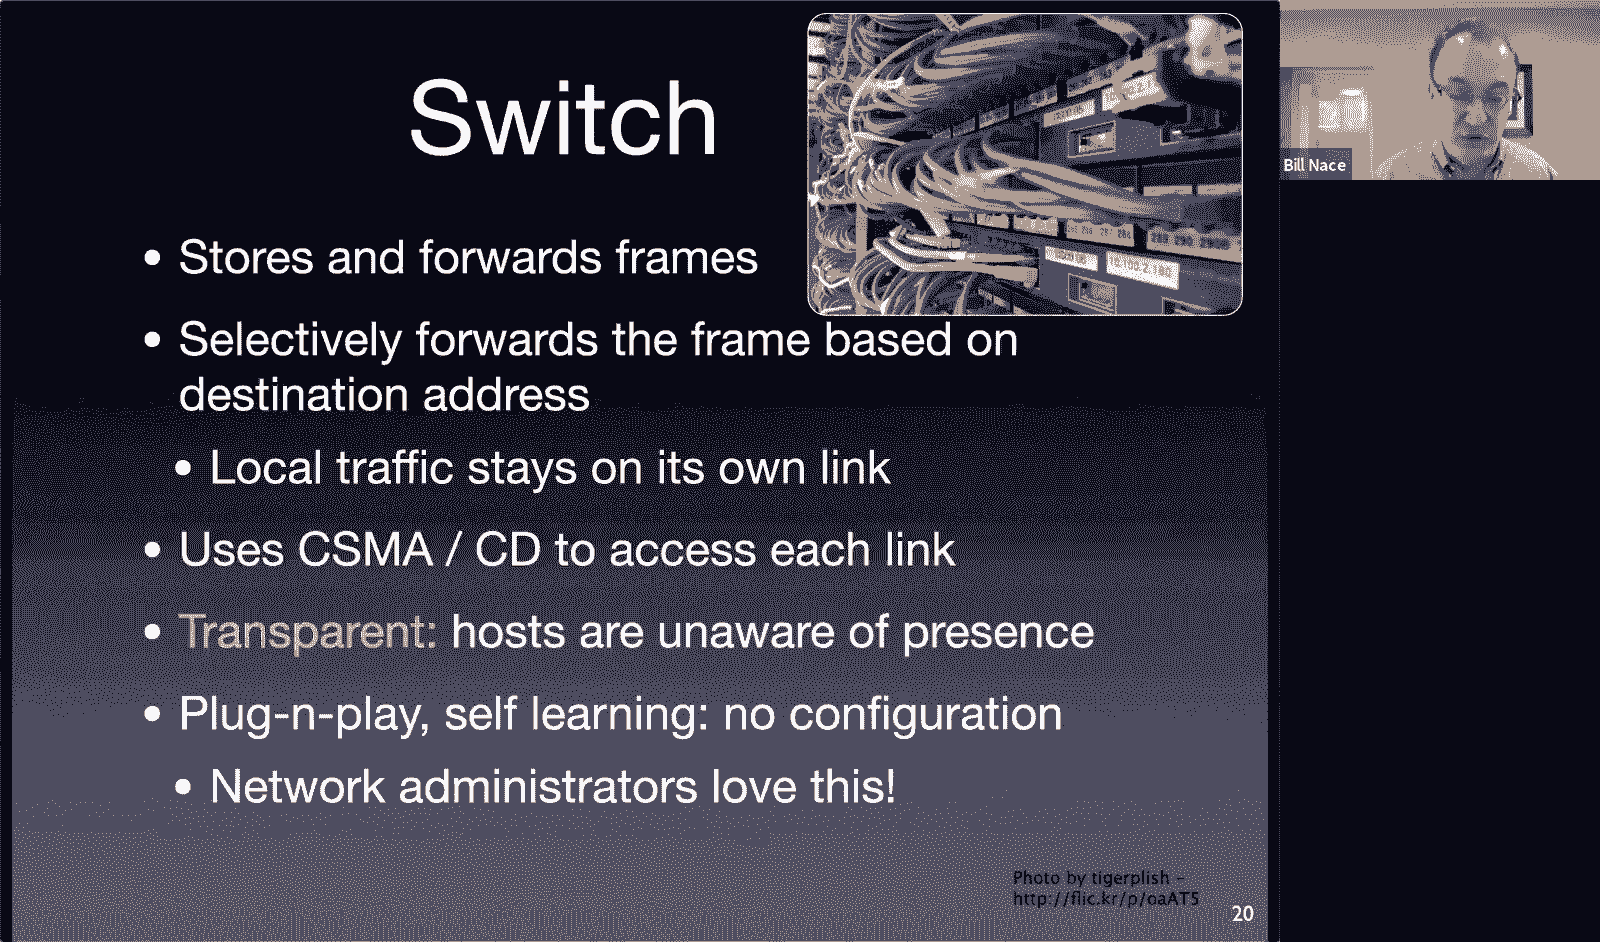 Switch
• Stores and forwards frames
• Selectively forwards the frame based on
destination address
• Local traffic stays on its own link
• Uses CSMA / CD to access each link
• Transparent: hosts are unaware of presence
• Plug-n-play, self learning: no configuration
• Network administrators love this!
Photo by tigerplish –
http://flic.kr/p/oaAT5
20
Bill Nace